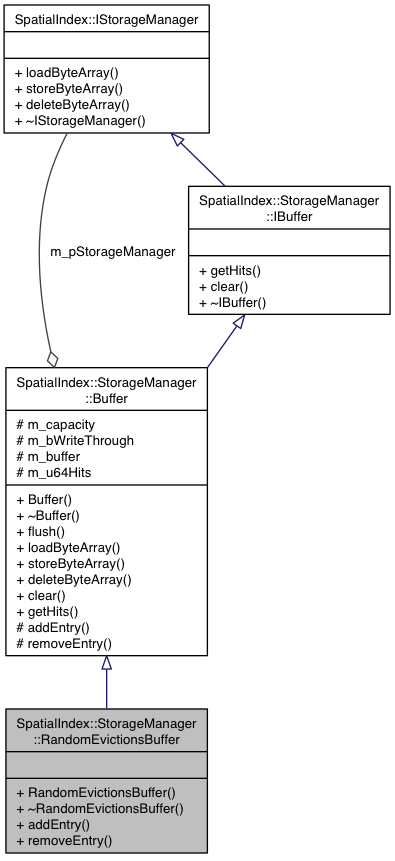 SpatialIndex::IStorageManager
+ loadByteArray()
+ storeByteArray()
+ deleteByteArray()
+ ~IStorageManager()
SpatialIndex::StorageManager
::IBuffer
+ getHits()
+ clear()
+ ~IBuffer()
m_pStorageManager
SpatialIndex::StorageManager
::Buffer
# m_capacity
# m_bWriteThrough
# m_buffer
# m_u64Hits
+ Buffer()
+ ~Buffer()
+ flush()
+ loadByteArray()
+ storeByteArray()
+ deleteByteArray()
+ clear()
+ getHits()
# addEntry()
# removeEntry()
SpatialIndex::StorageManager
::RandomEvictionsBuffer
+ RandomEvictionsBuffer()
+ ~RandomEvictionsBuffer()
+ addEntry()
+ removeEntry()